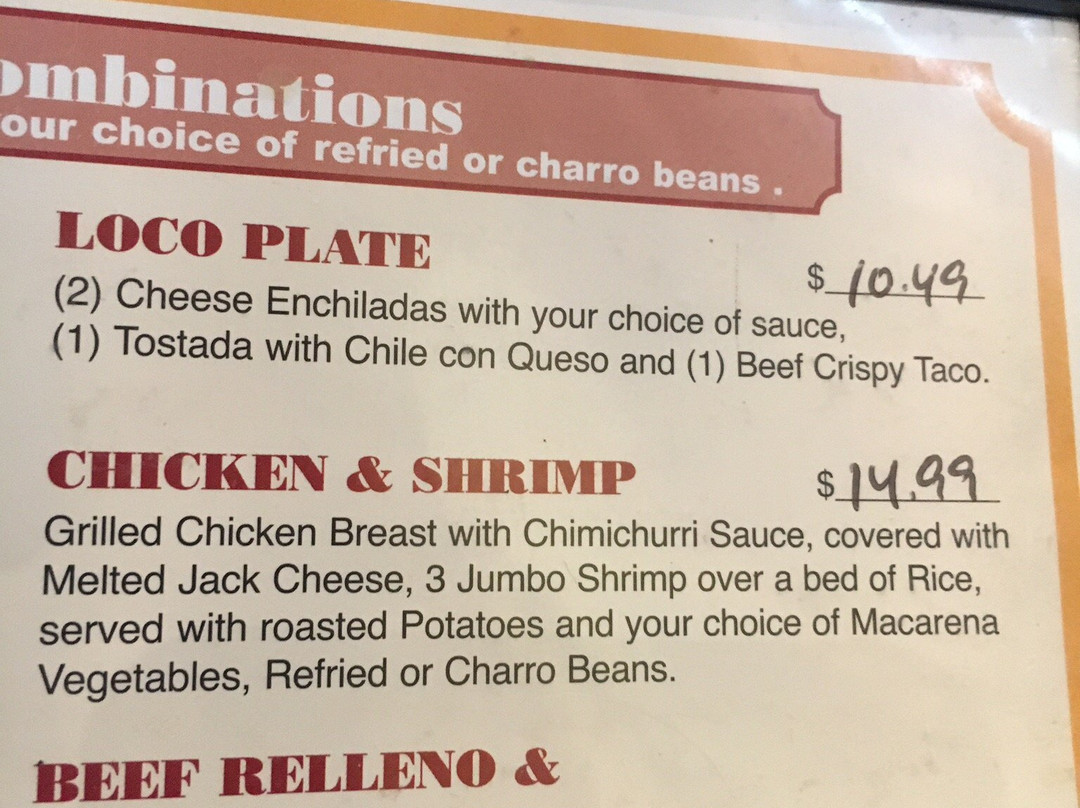 ombinations
our choice of refried or charro beans .
LOCO PLATE
$ 10.49
(2) Cheese Enchiladas with your choice of sauce,
(1) Tostada with Chile con Queso and (1) Beef Crispy Taco.
CHICKEN & SHRIMP
$ 14.99
Grilled Chicken Breast with Chimichurri Sauce, covered with
Melted Jack Cheese, 3 Jumbo Shrimp over a bed of Rice,
served with roasted Potatoes and your choice of Macarena
Vegetables, Refried or Charro Beans.
BEEF RELLENO &